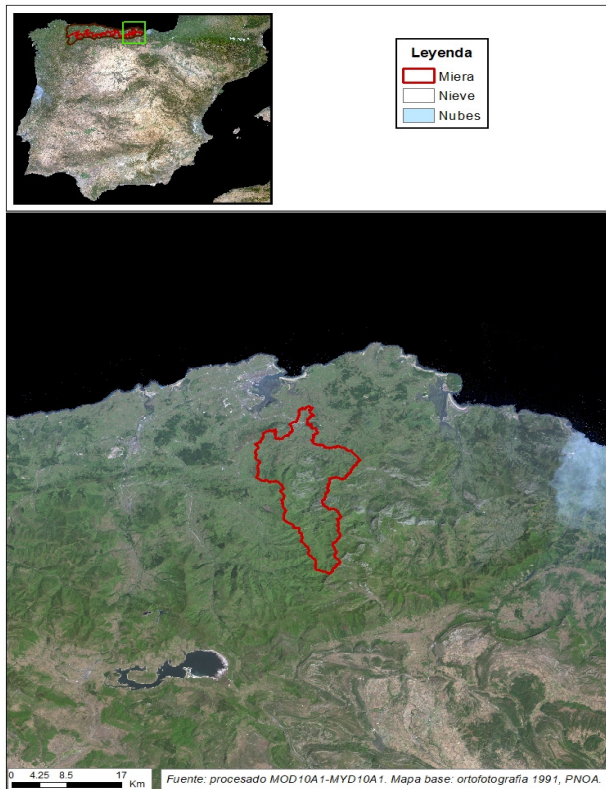 Leyenda
Miera
Nieve
Nubes
0 4.25 8.5 17
Km
Fuente: procesado MOD10A1-MYD10A1. Mapa base: ortofotografia 1991, PNOA.